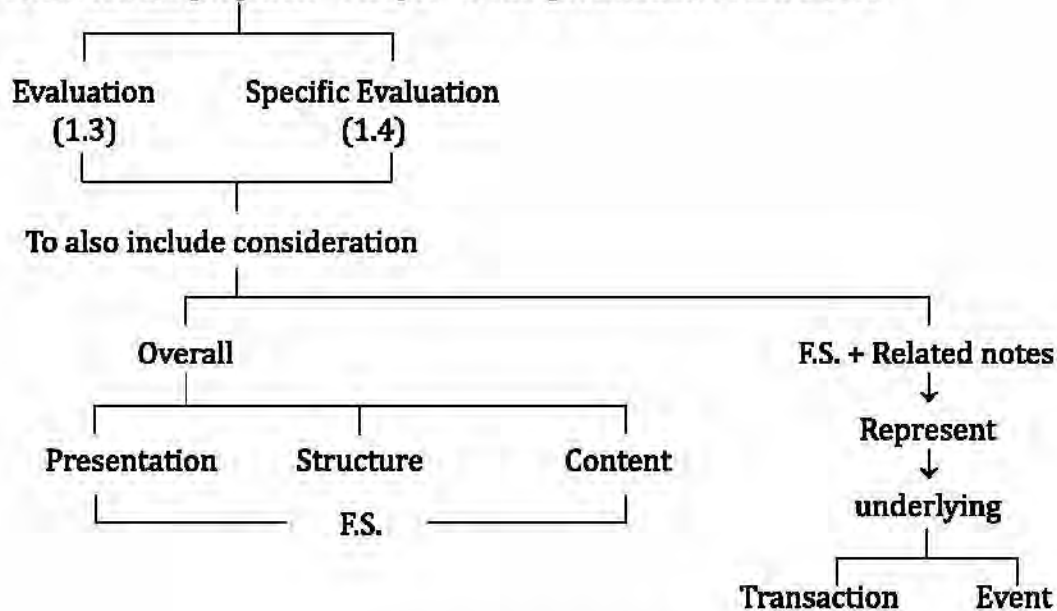 Evaluation Specific Evaluation
(1.3) (1.4)
To also include consideration
Overall F.S. + Related notes
Represent
Presentation Structure Content
underlying
F.S.
Transaction Event